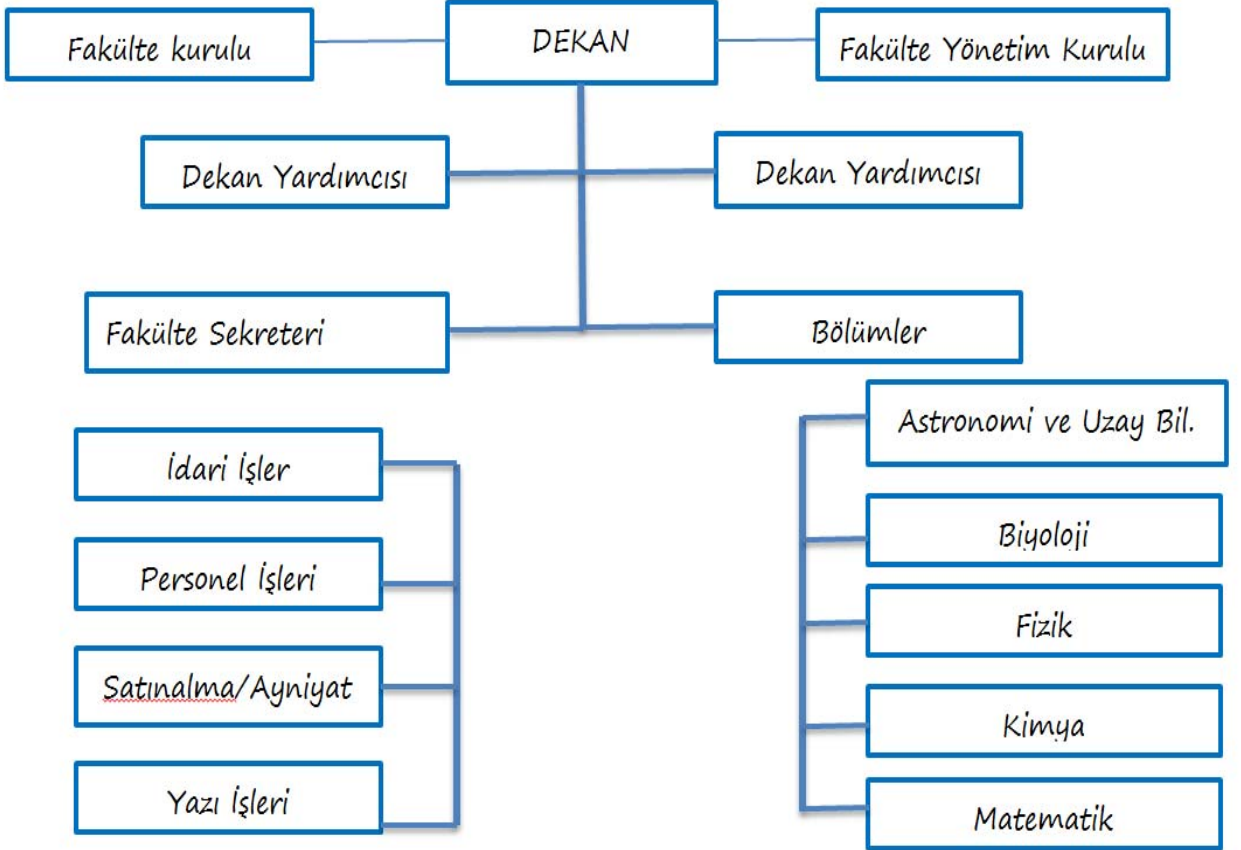 Fakülte kurulu
DEKAN
Fakülte Yönetim Kurulu
Dekan Yardımcısı
Dekan Yardımcısı
Fakülte Sekreteri
Bölümler
İdari İşler
Personel İşleri
Satınalma/Ayniyat
Yazı İşleri
Astronomi ve Uzay Bil.
Biyoloji
Fizik
Kimya
Matematik